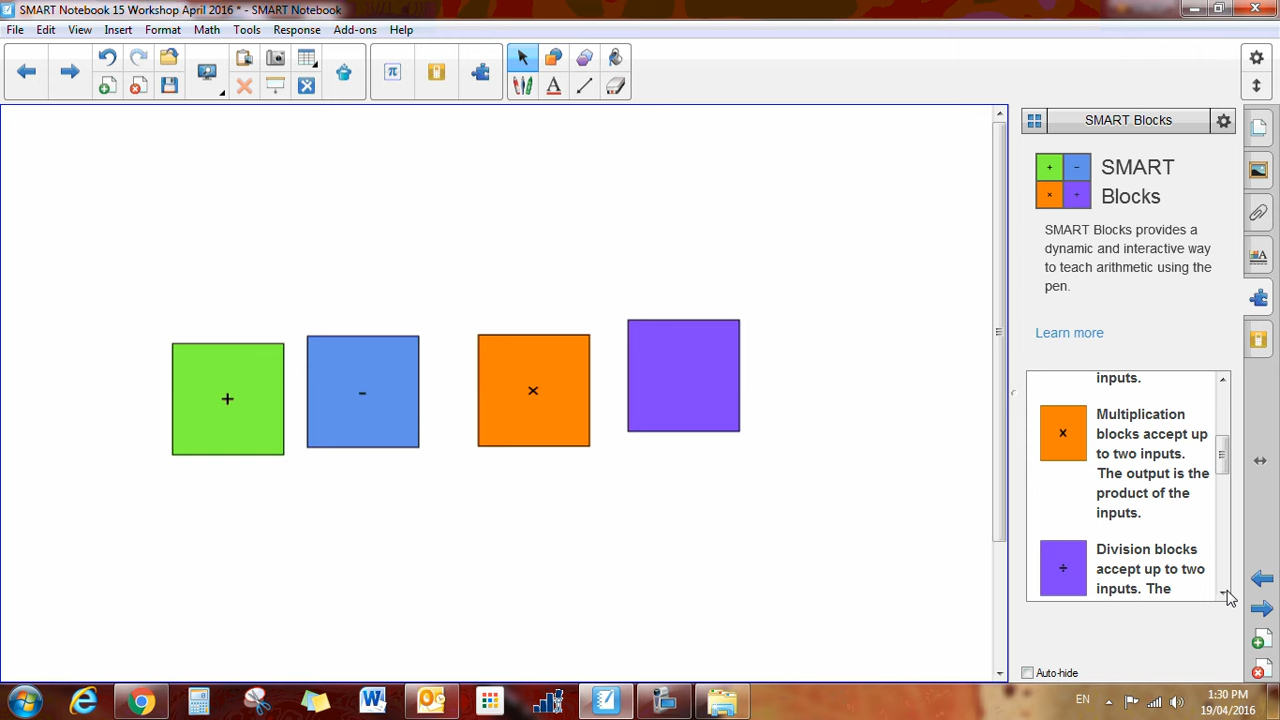 SMART Notebook 15 Workshop April 2016 * - SMART Notebook
File Edit View Insert Format Math Tools Response Add-ons Help
π
A
SMART Blocks
+ -
× ÷
SMART
Blocks
SMART Blocks provides a
dynamic and interactive way
to teach arithmetic using the
pen.
Learn more
+ - ×
inputs.
×
Multiplication
blocks accept up
to two inputs.
The output is the
product of the
inputs.
÷
Division blocks
accept up to two
inputs. The
Auto-hide
EN
1:30 PM
19/04/2016